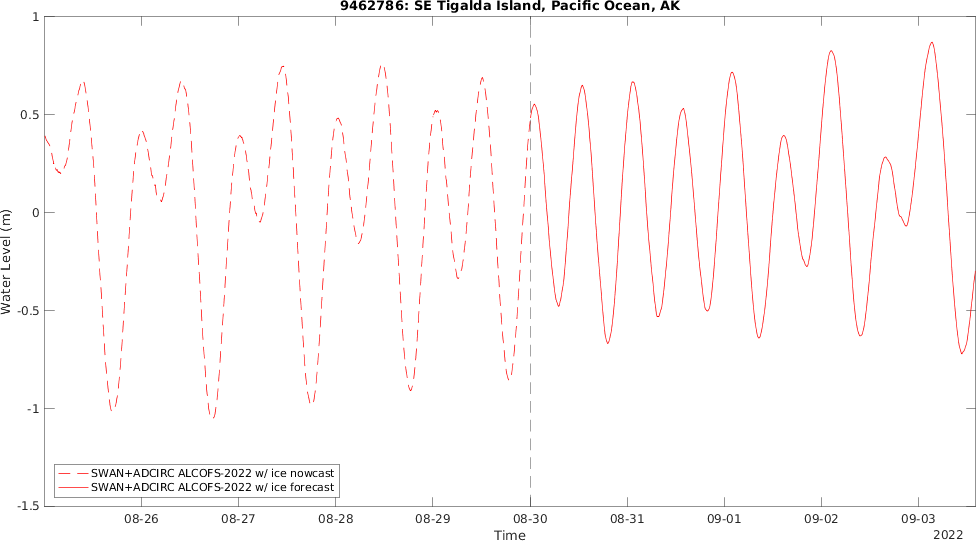 9462786: SE Tigalda Island, Pacific Ocean, AK
1
0.5
0
-0.5
-1
-1.5
Water Level (m)
SWAN+ADCIRC ALCOFS-2022 w/ ice nowcast
SWAN+ADCIRC ALCOFS-2022 w/ ice forecast
08-26 08-27 08-28 08-29 08-30 08-31 09-01 09-02 09-03
Time
2022